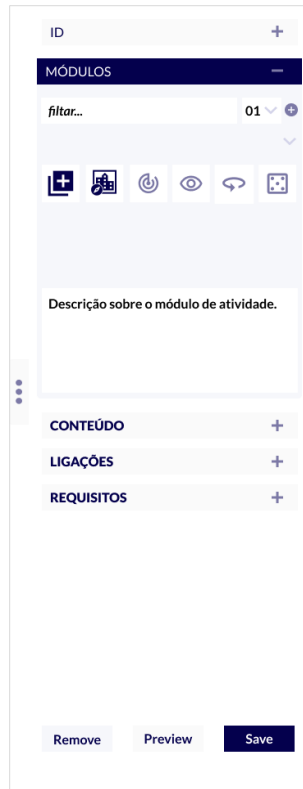 ID
MÓDULOS
filtar...
01
Descrição sobre o módulo de atividade.
CONTEÚDO
LIGAÇÕES
REQUISITOS
Remove Preview Save